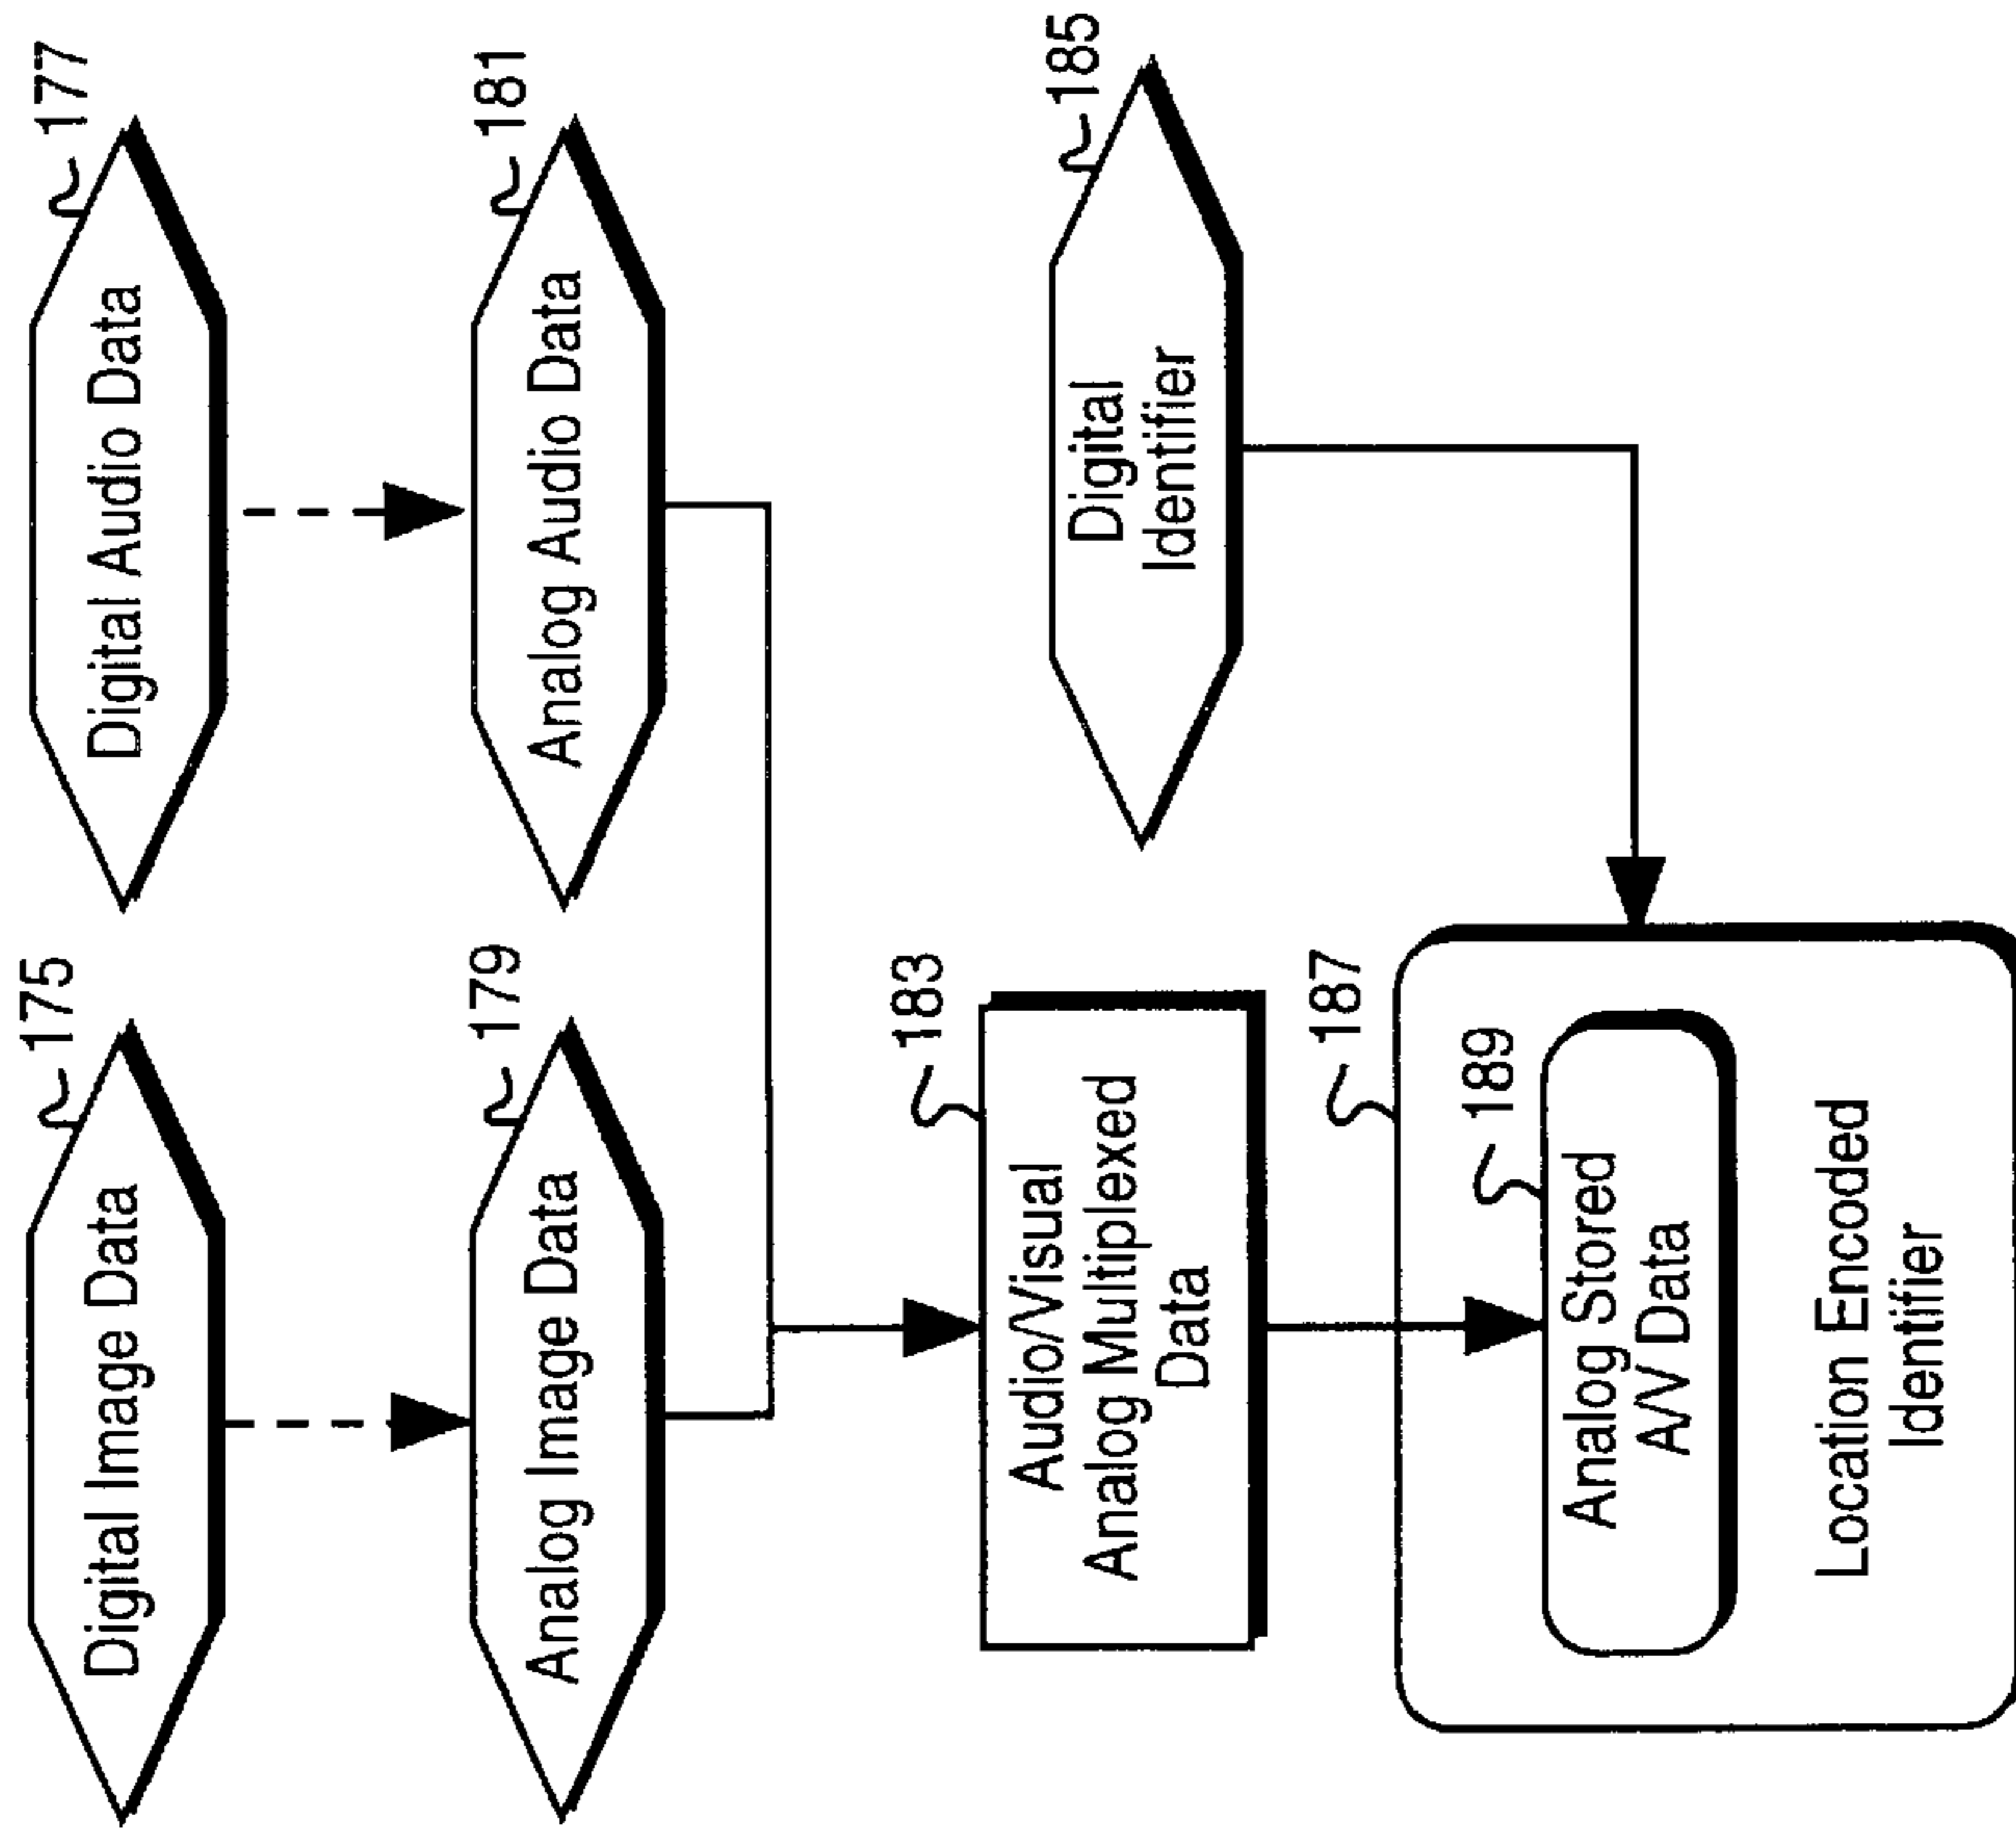 175
Digital Image Data
177
Digital Audio Data
179
Analog Image Data
181
Analog Audio Data
183
Audio/Visual
Analog Multiplexed
Data
185
Digital
Identifier
187
189
Analog Stored
A/V Data
Location Encoded
Identifier